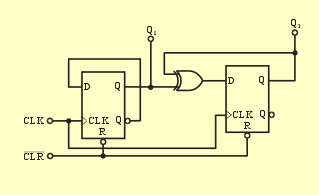 Q₀ Q₁
D Q D Q
CLK CLK CLK
Q Q
R R
CLR